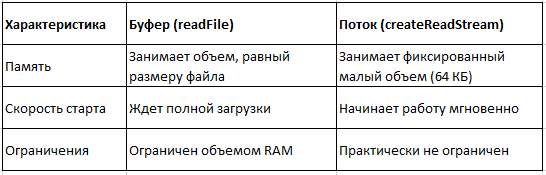 Характеристика
Буфер (readFile)
Поток (createReadStream)
Память
Занимает объем, равный
размеру файла
Занимает фиксированный
малый объем (64 КБ)
Скорость старта
Ждет полной загрузки
Начинает работу мгновенно
Ограничения
Ограничен объемом RAM
Практически не ограничен